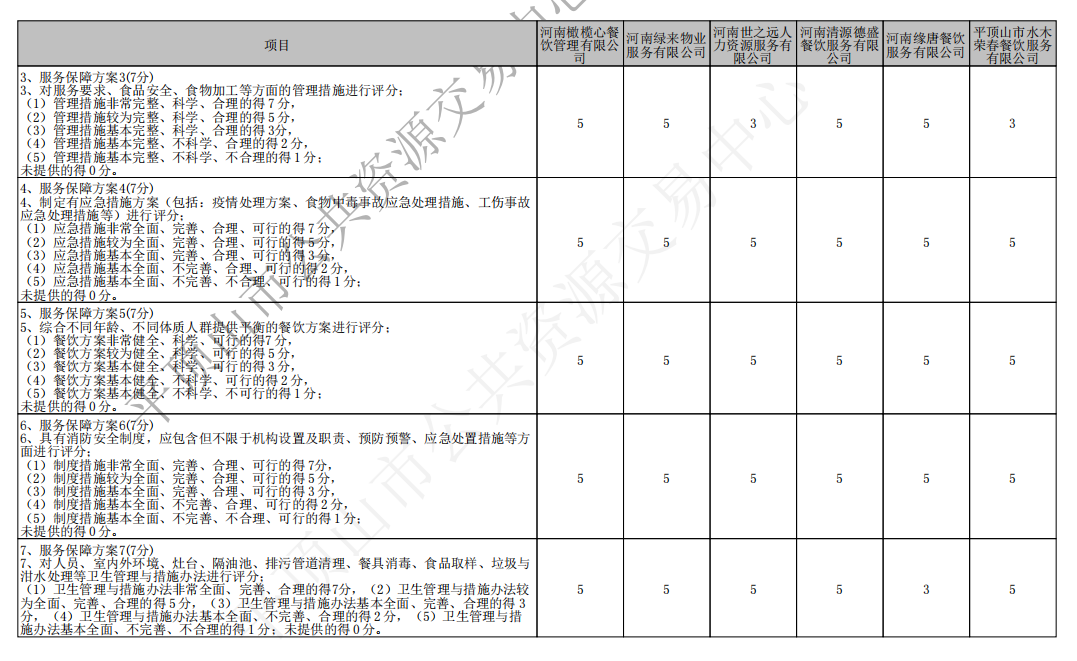 项目
河南橄榄心餐
饮管理有限公
司
河南绿来物业
服务有限公司
河南世之远人
力资源服务有
限公司
河南清源德盛
餐饮服务有限
公司
河南缘唐餐饮
服务有限公司
平顶山市水木
荣春餐饮服务
有限公司
3、服务保障方案3(7分)
3、对服务要求、食品安全、食物加工等方面的管理措施进行评分;
(1) 管理措施非常完整、科学、合理的得7分,
(2) 管理措施较为完整、科学、合理的得5分,
(3) 管理措施基本完整、科学、合理的得3分,
(4) 管理措施基本完整、不科学、合理的得2分,
(5) 管理措施基本完整、不科学、不合理的得1分;
未提供的得0分。
5 5 3 5 5 3
4、服务保障方案4(7分)
4、制定有应急措施方案(包括: 疫情处理方案、食物中毒事故应急处理措施、工伤事故
应急处理措施等)进行评分;
(1) 应急措施非常全面、完善、合理、可行的得7分,
(2) 应急措施较为全面、完善、合理、可行的得5分,
(3) 应急措施基本全面、完善、合理、可行的得3分,
(4) 应急措施基本全面、不完善、合理、可行的得2分,
(5) 应急措施基本全面、不完善、不合理、可行的得1分;
未提供的得0分。
5 5 5 5 5 5
5、服务保障方案5(7分)
5、综合不同年龄、不同体质人群提供平衡的餐饮方案进行评分;
(1) 餐饮方案非常健全、科学、可行的得7分,
(2) 餐饮方案较为健全、科学、可行的得5分,
(3) 餐饮方案基本健全、科学、可行的得3分,
(4) 餐饮方案基本健全、不科学、可行的得2分,
(5) 餐饮方案基本健全、不科学、不可行的得1分;
未提供的得0分。
5 5 5 5 5 5
6、服务保障方案6(7分)
6、具有消防安全制度, 应包含但不限于机构设置及职责、预防预警、应急处置措施等方
面进行评分;
(1) 制度措施非常全面、完善、合理、可行的得7分,
(2) 制度措施较为全面、完善、合理、可行的得5分,
(3) 制度措施基本全面、完善、合理、可行的得3分,
(4) 制度措施基本全面、不完善、合理、可行的得2分,
(5) 制度措施基本全面、不完善、不合理、可行的得1分;
未提供的得0分。
5 5 5 5 5 5
7、服务保障方案7(7分)
7、对人员、室内外环境、灶台、隔油池、排污管道清理、餐具消毒、食品取样、垃圾与
泔水处理等卫生管理与措施办法进行评分;
(1) 卫生管理与措施办法非常全面、完善、合理的得7分, (2) 卫生管理与措施办法较
为全面、完善、合理的得5分, (3) 卫生管理与措施办法基本全面、完善、合理的得3
分, (4) 卫生管理与措施办法基本全面、不完善、合理的得2分, (5) 卫生管理与措
施办法基本全面、不完善、不合理的得1分; 未提供的得0分。
5 5 5 5 3 5
平顶山市公共资源交易中心
顶山市公共资源交易中心